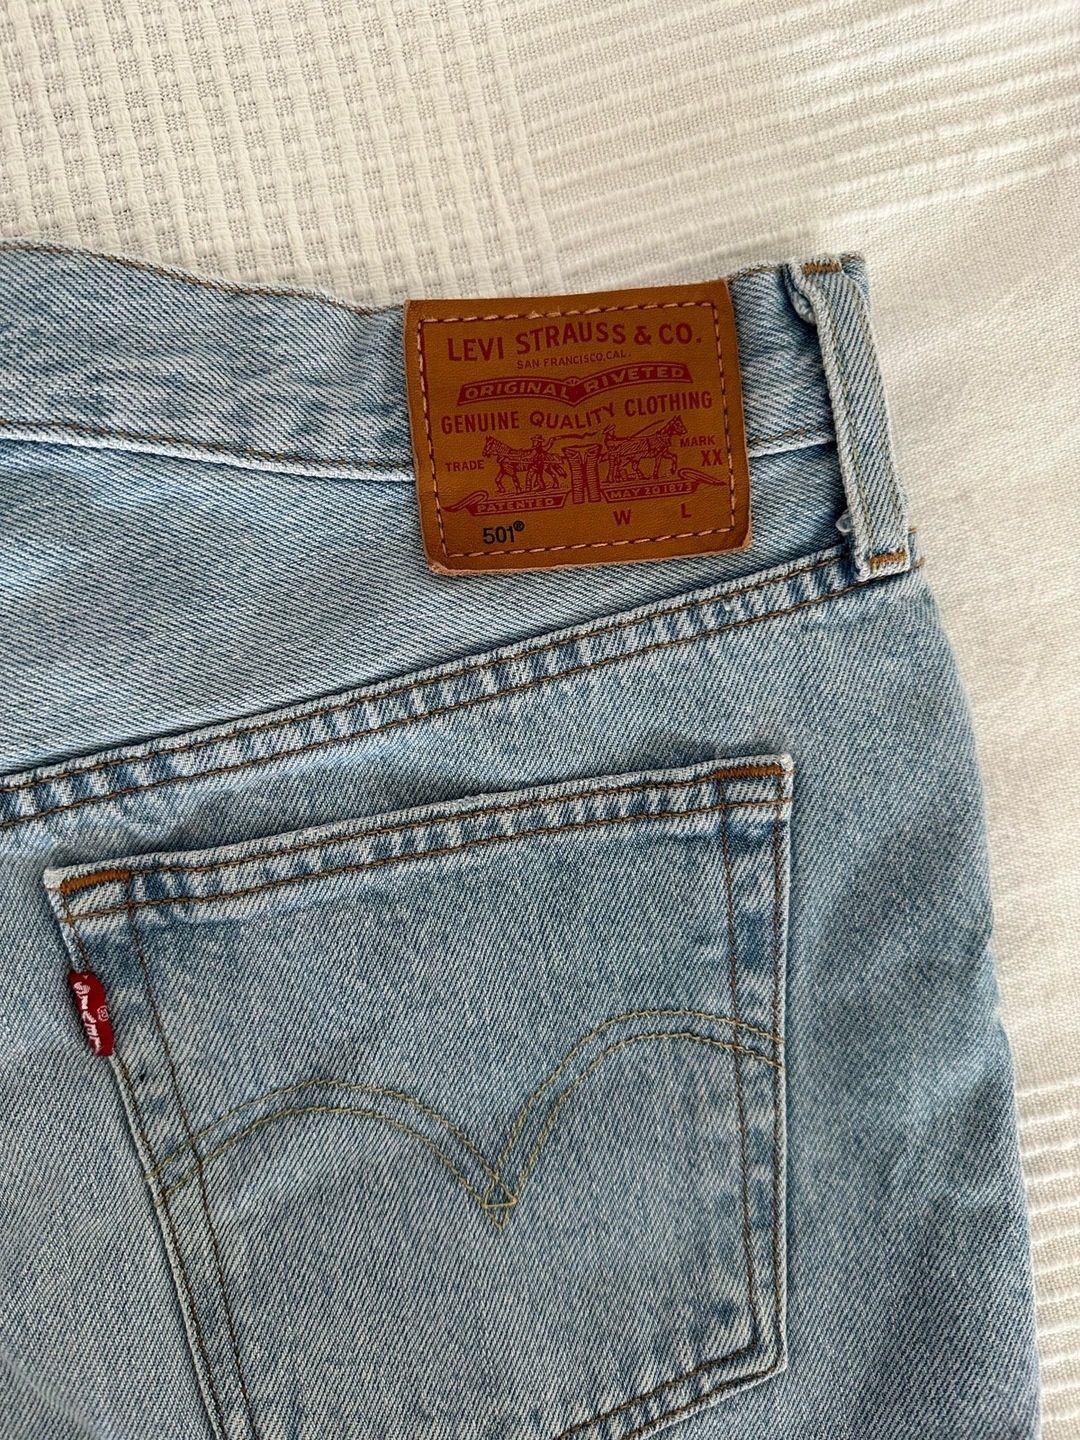 LEVI STRAUSS & CO.
SAN FRANCISCO, CAL.
ORIGINAL RIVETED
GENUINE QUALITY CLOTHING
TRADE MARK
XX
PATENTED MAY 20 1873
501® W L
LEVI'S
®